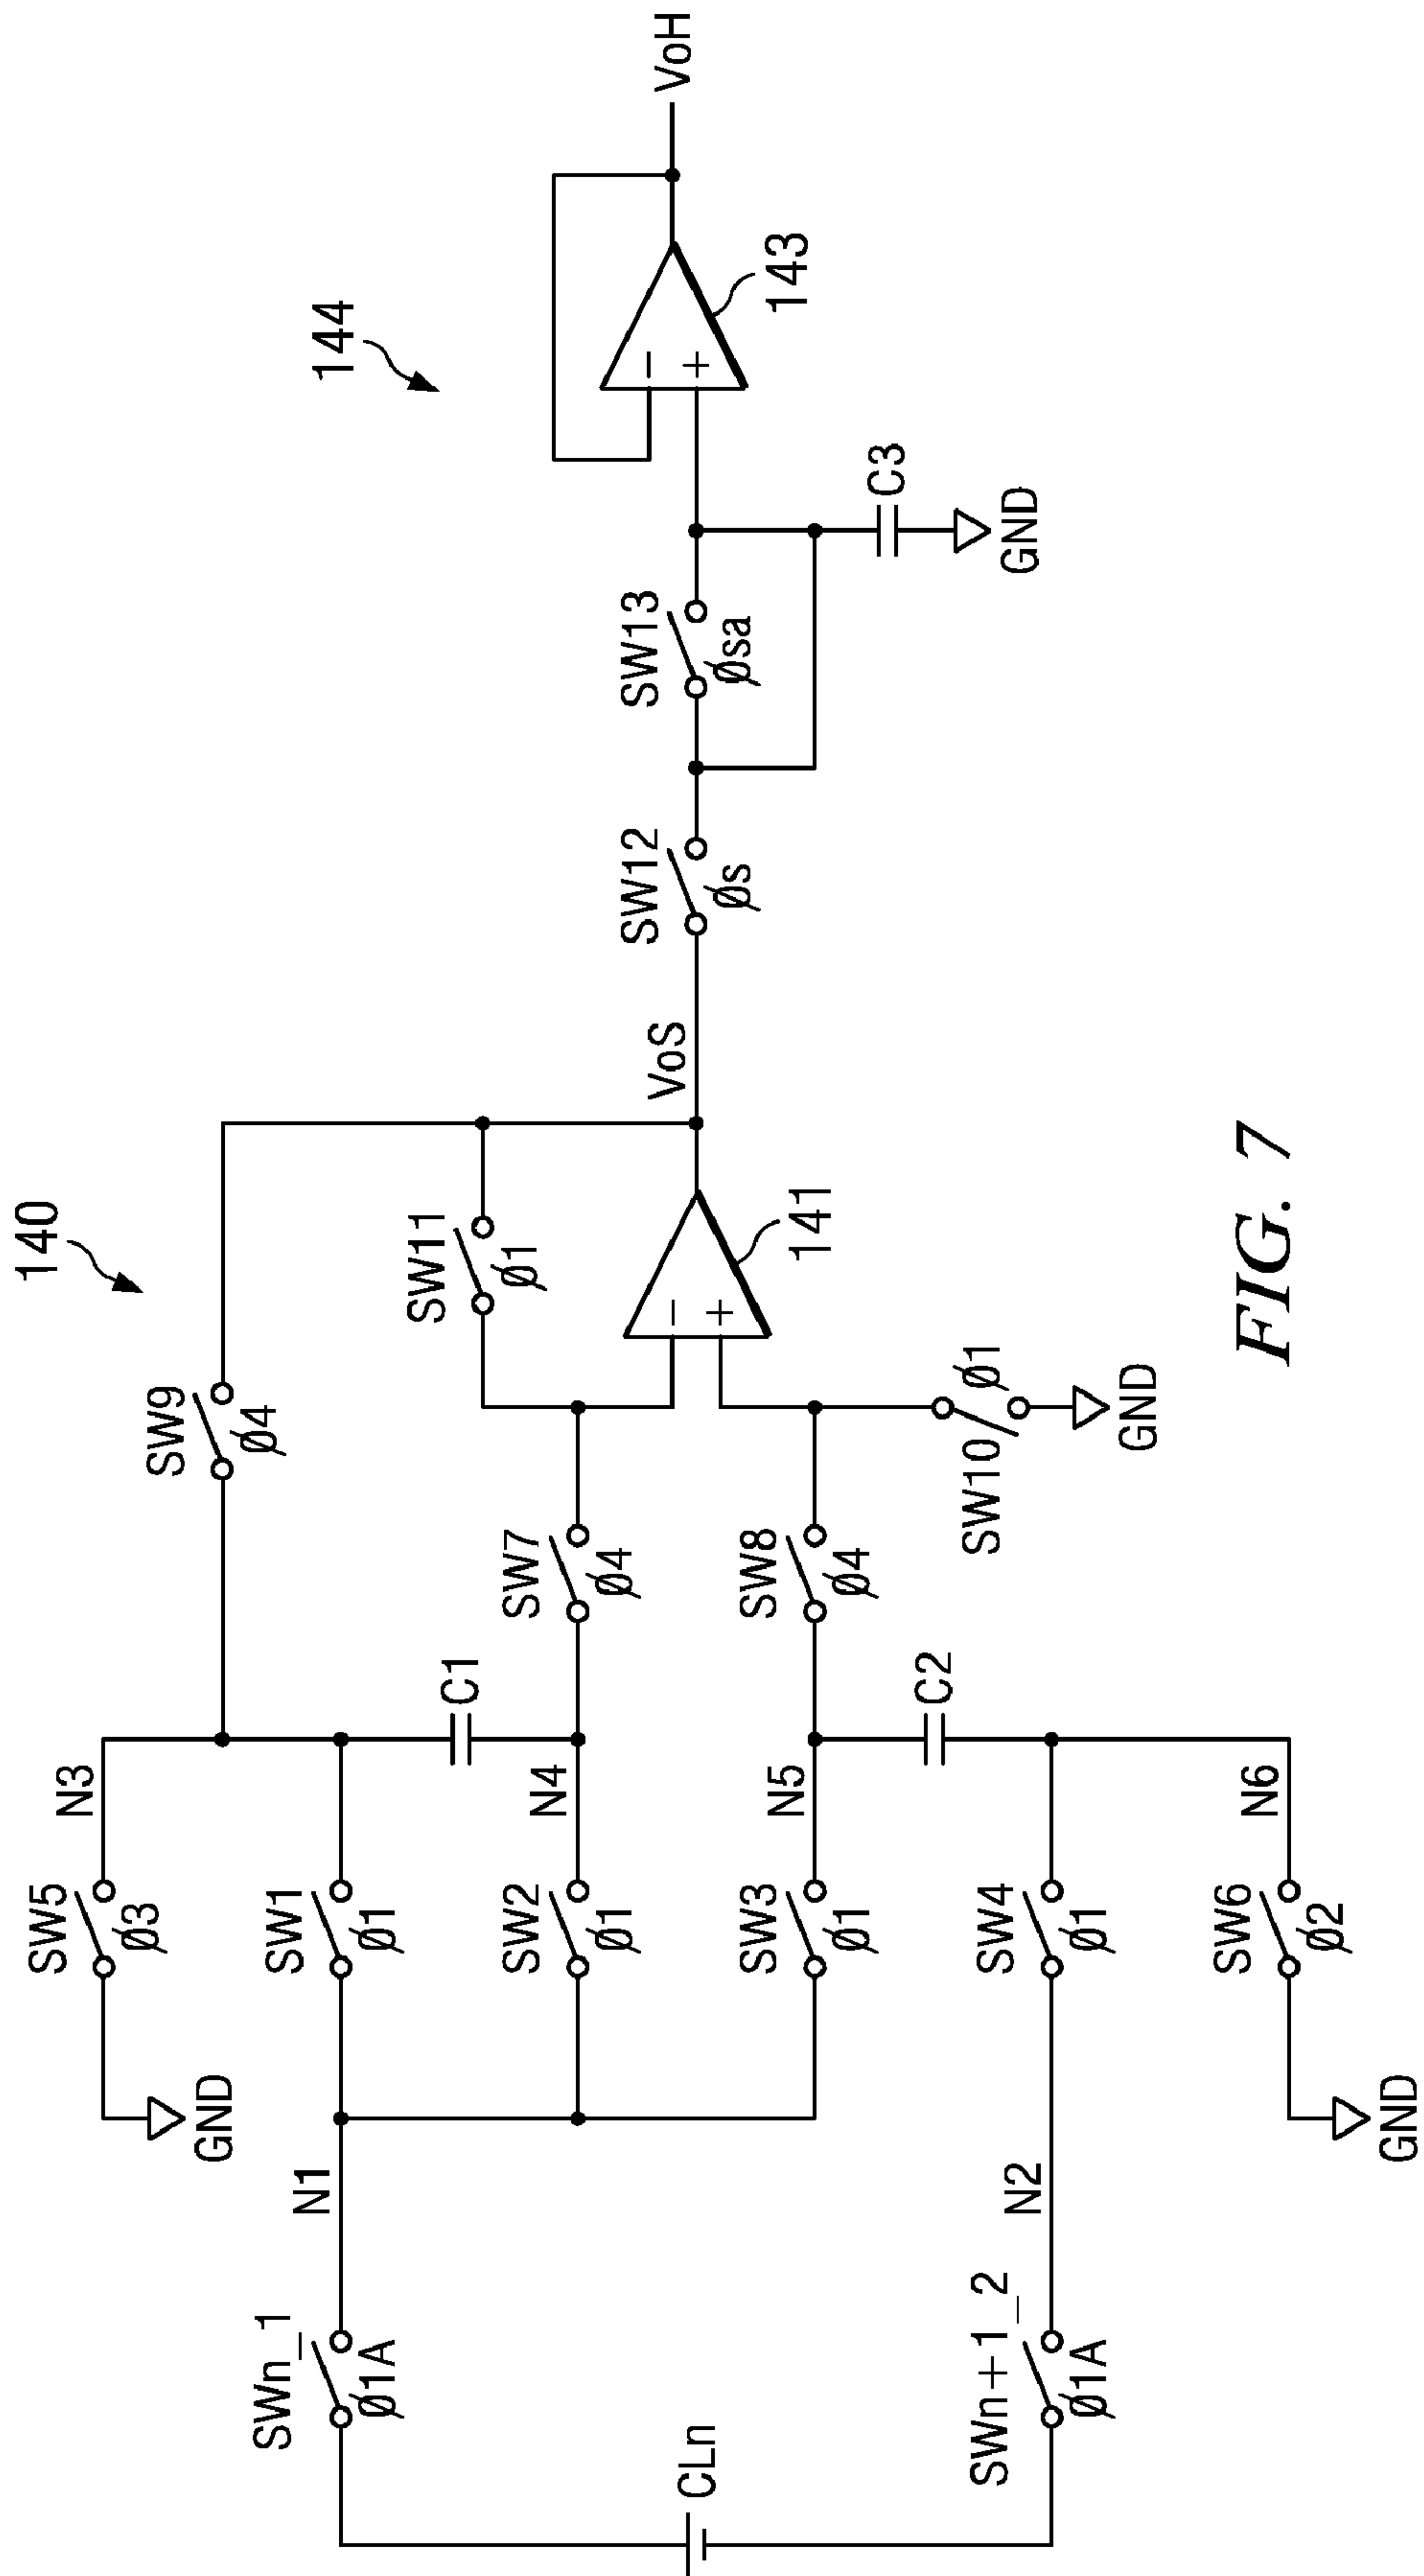 140
144
SW5
Ø3
N3
GND
SW9
Ø4
SWn_1
Ø1A
N1
SW1
Ø1
C1
SW11
Ø1
SW2
Ø1
N4
SW7
Ø4
CLn
−
+
141
VoS
SW12
Øs
SW13
Øsa
−
+
143
VoH
C3
GND
SW3
Ø1
N5
SW8
Ø4
C2
SW10
Ø1
GND
SWn+1_2
Ø1A
N2
SW4
Ø1
SW6
Ø2
N6
GND
FIG. 7